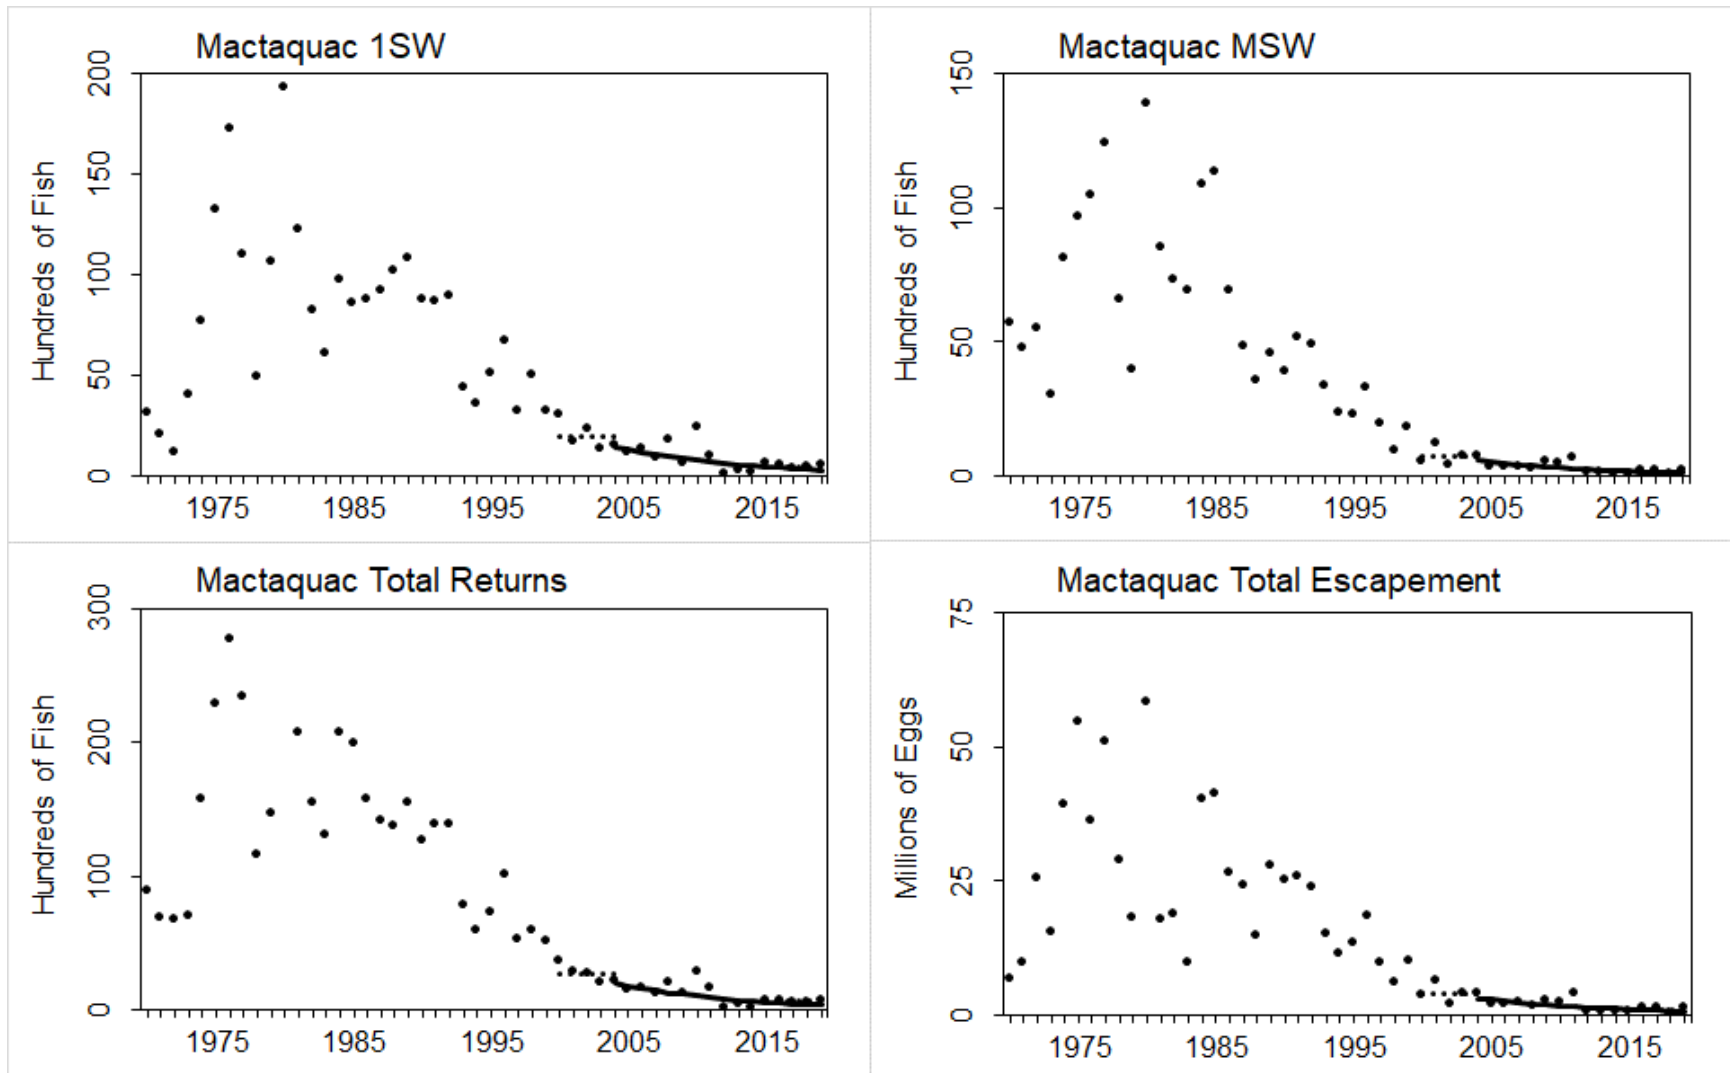 Mactaquac 1SW
Hundreds of Fish
0 50 100 150 200
1975 1985 1995 2005 2015
Mactaquac MSW
Hundreds of Fish
0 50 100 150
1975 1985 1995 2005 2015
Mactaquac Total Returns
Hundreds of Fish
0 100 200 300
1975 1985 1995 2005 2015
Mactaquac Total Escapement
Millions of Eggs
0 25 50 75
1975 1985 1995 2005 2015